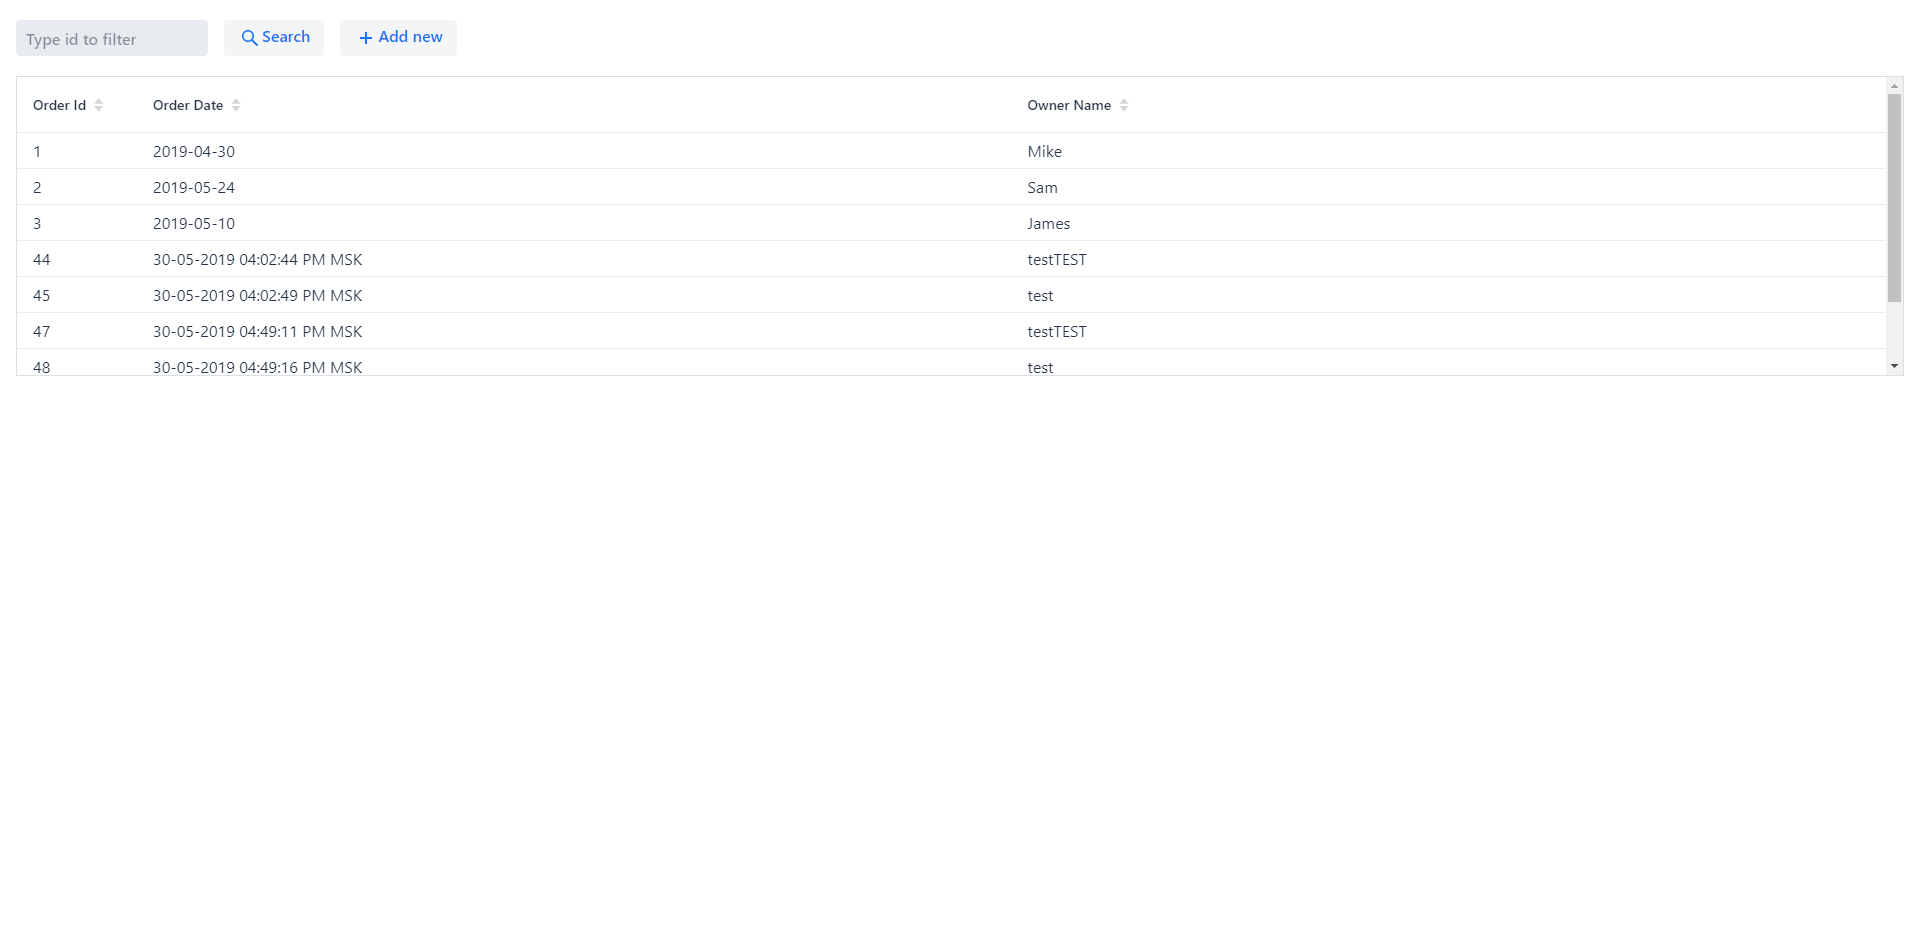 Type id to filter Search Add new
Order Id Order Date Owner Name
1 2019-04-30 Mike
2 2019-05-24 Sam
3 2019-05-10 James
44 30-05-2019 04:02:44 PM MSK testTEST
45 30-05-2019 04:02:49 PM MSK test
47 30-05-2019 04:49:11 PM MSK testTEST
48 30-05-2019 04:49:16 PM MSK test